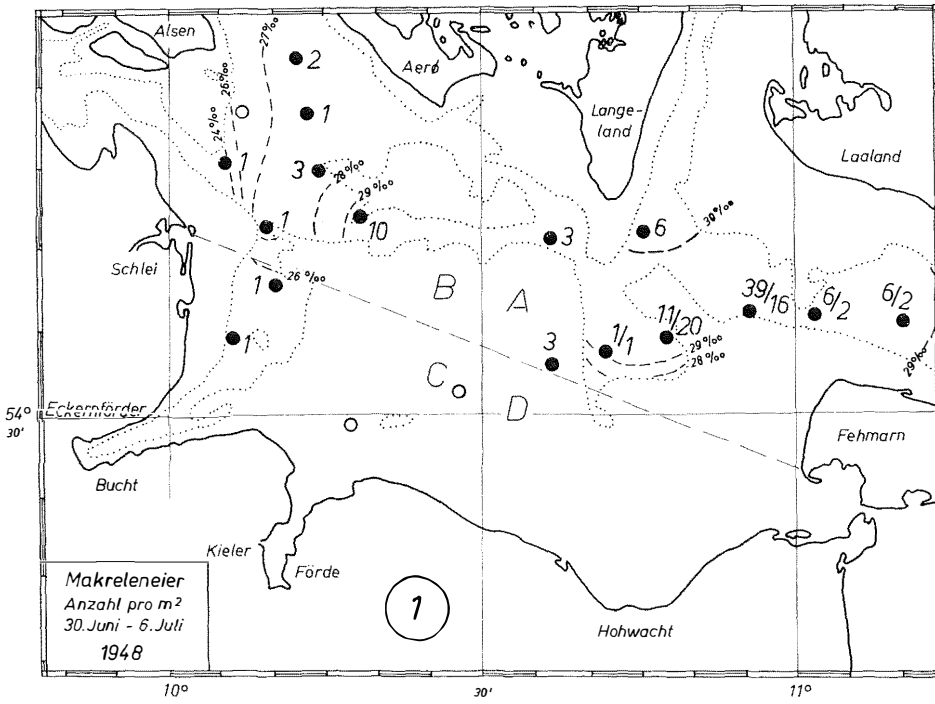 Alsen
27‰
2
Aerø
26‰
24‰
1
1
Lange-
land
Laaland
3
28‰
29‰
10
1
3
6
30‰
Schlei
1
26‰
B
A
39/16
6/2
6/2
1
3
1/1
11/20
29‰
28‰
29‰
C
D
54°
30'
Eckernförder
Bucht
Fehmarn
Kieler
Förde
Hohwacht
1
Makreleneier
Anzahl pro m²
30. Juni - 6. Juli
1948
10°
30'
11°